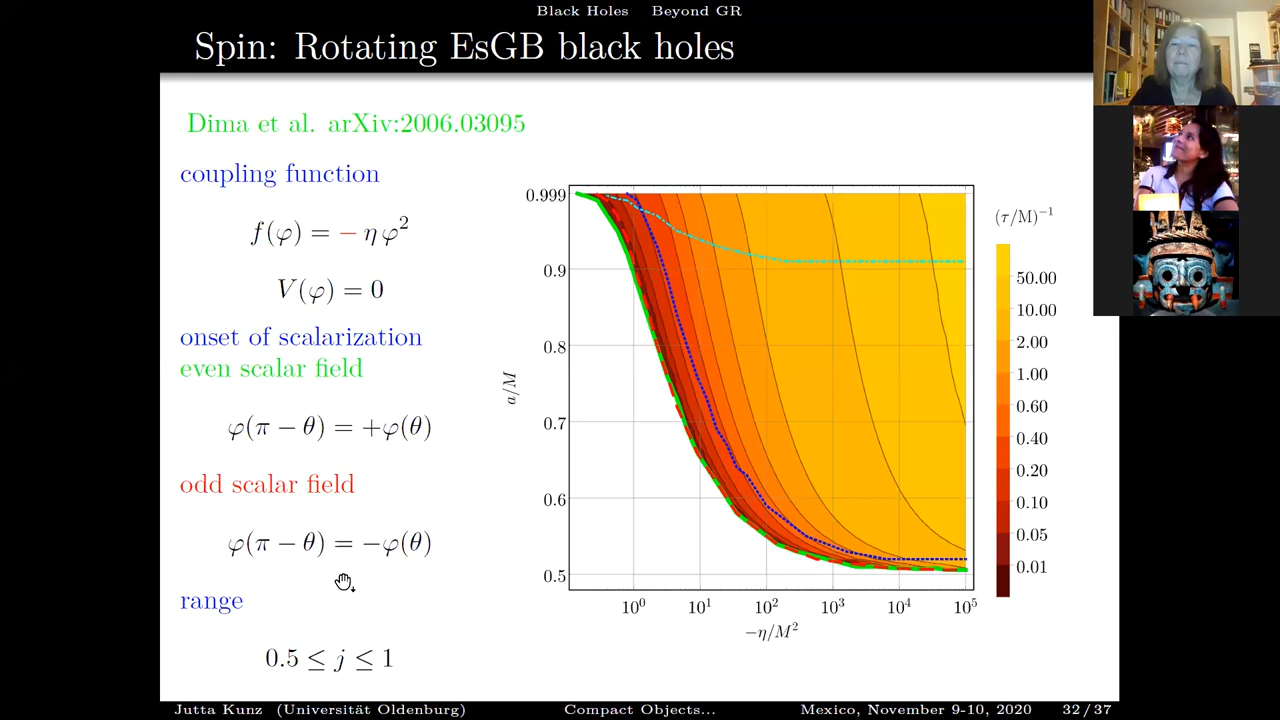 Black Holes Beyond GR
Spin: Rotating EsGB black holes
Dima et al. arXiv:2006.03095
coupling function
f(φ) = − η φ²
V(φ) = 0
onset of scalarization
even scalar field
φ(π − θ) = +φ(θ)
odd scalar field
φ(π − θ) = −φ(θ)
range
0.5 ≤ j ≤ 1
a/M
0.999
0.9
0.8
0.7
0.6
0.5
10⁰ 10¹ 10² 10³ 10⁴ 10⁵
−η/M²
(τ/M)⁻¹
50.00
10.00
2.00
1.00
0.60
0.40
0.20
0.10
0.05
0.01
Jutta Kunz (Universität Oldenburg) Compact Objects... Mexico, November 9-10, 2020 32/37